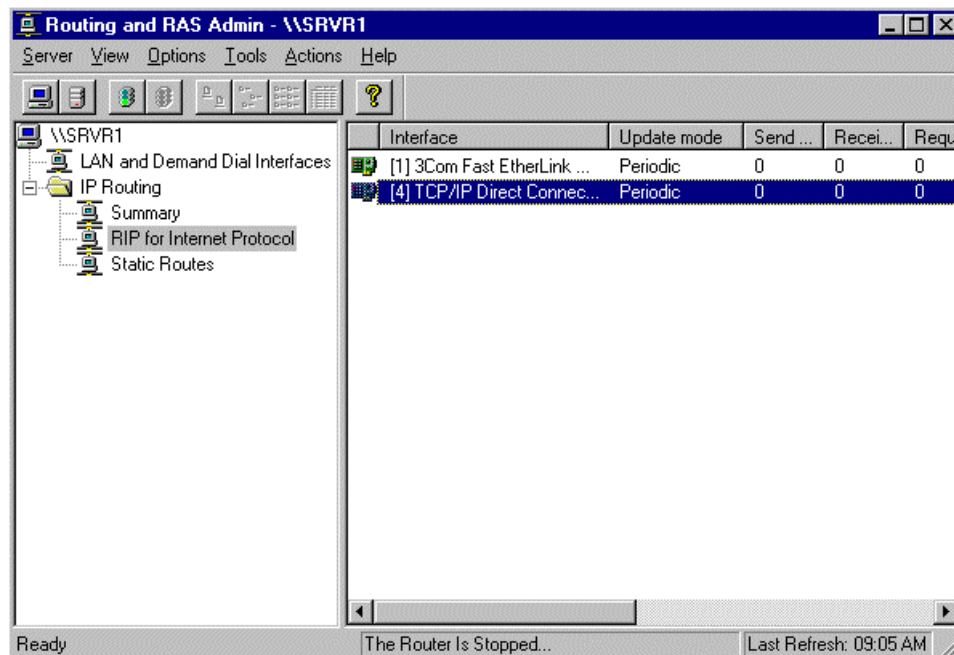 Routing and RAS Admin - \\SRVR1
Server View Options Tools Actions Help
\\SRVR1
LAN and Demand Dial Interfaces
IP Routing
Summary
RIP for Internet Protocol
Static Routes
Interface Update mode Send ... Recei... Requ
[1] 3Com Fast EtherLink ... Periodic 0 0 0
[4] TCP/IP Direct Connec... Periodic 0 0 0
Ready The Router Is Stopped... Last Refresh: 09:05 AM